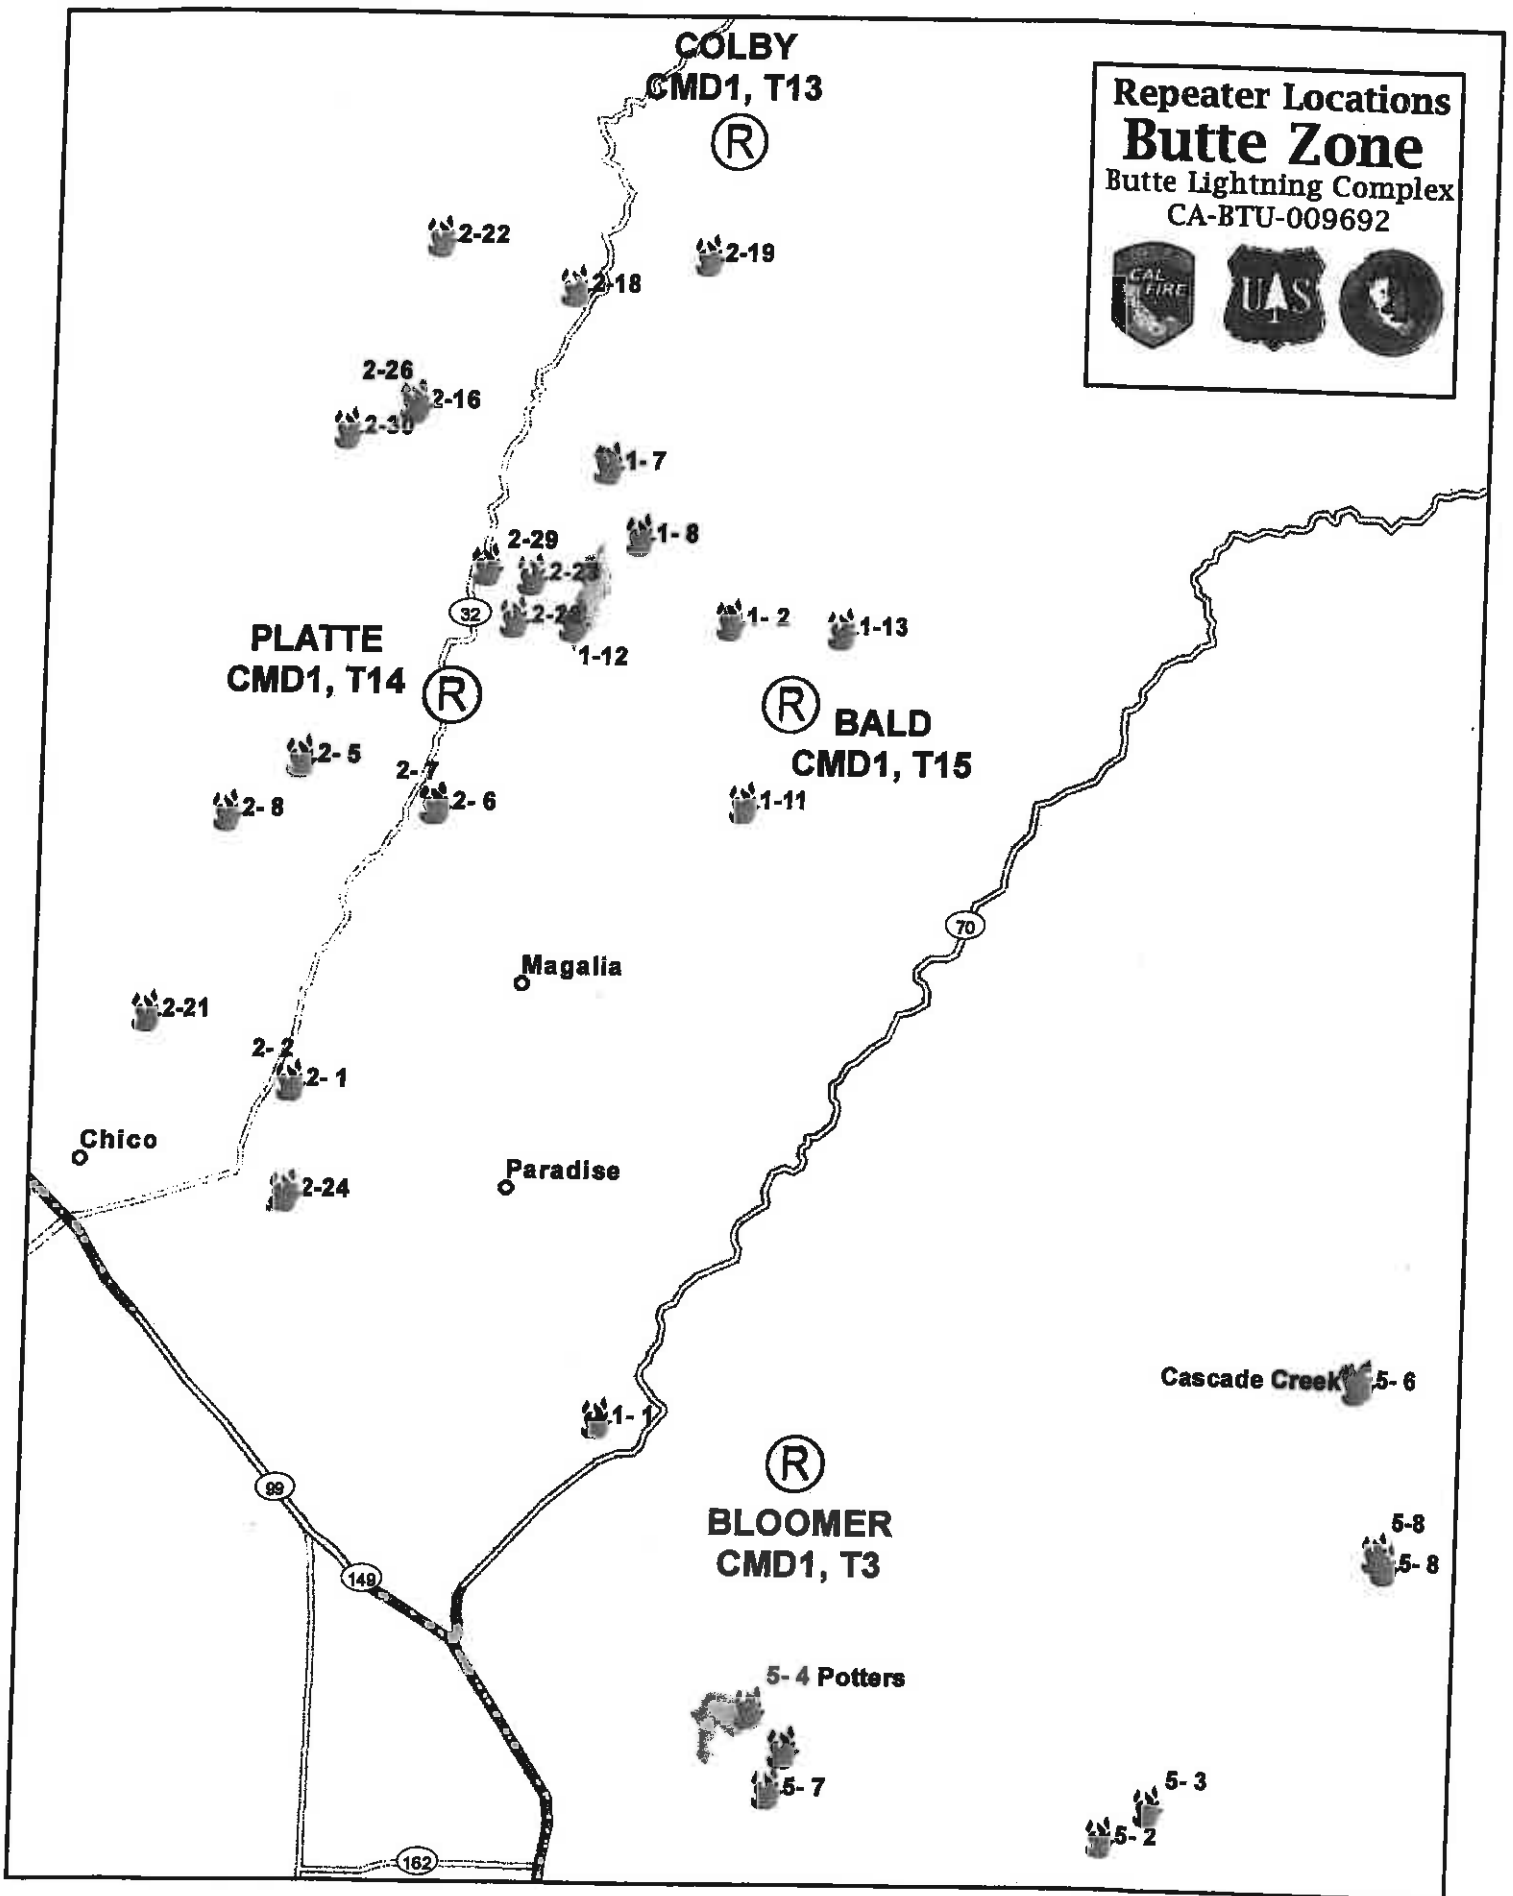 COLBY
CMD1, T13
R
Repeater Locations
Butte Zone
Butte Lightning Complex
CA-BTU-009692
CAL
FIRE
U S
2-22
2-19
2-18
2-26
2-16
2-30
1- 7
1- 8
2-29
32
1- 2
1-13
1-12
PLATTE
CMD1, T14
R
R
BALD
CMD1, T15
2- 5
2- 7
2- 6
2- 8
1-11
70
Magalia
2-21
2- 2
2- 1
Chico
Paradise
2-24
Cascade Creek
5- 6
1- 1
R
99
BLOOMER
CMD1, T3
5-8
5- 8
149
5- 4 Potters
5- 7
5- 3
5- 2
162